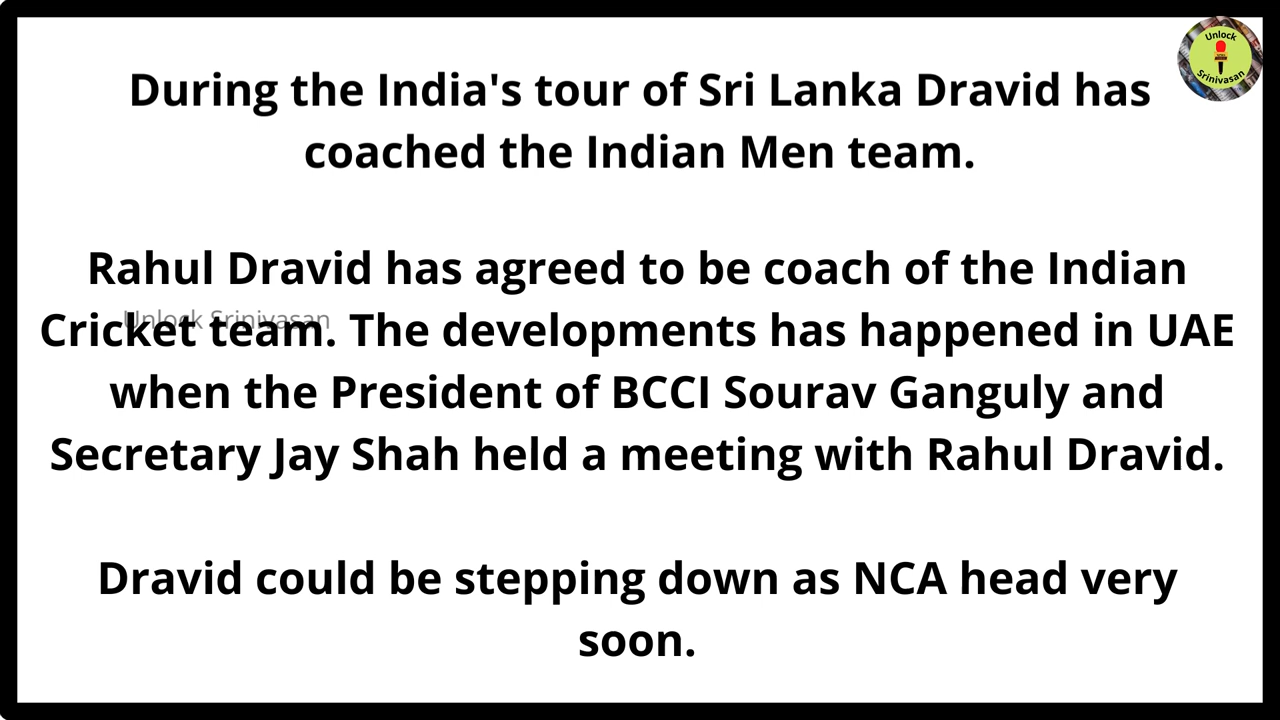 Unlock
Srinivasan
During the India's tour of Sri Lanka Dravid has
coached the Indian Men team.
Rahul Dravid has agreed to be coach of the Indian
Unlock Srinivasan
Cricket team. The developments has happened in UAE
when the President of BCCI Sourav Ganguly and
Secretary Jay Shah held a meeting with Rahul Dravid.
Dravid could be stepping down as NCA head very
soon.